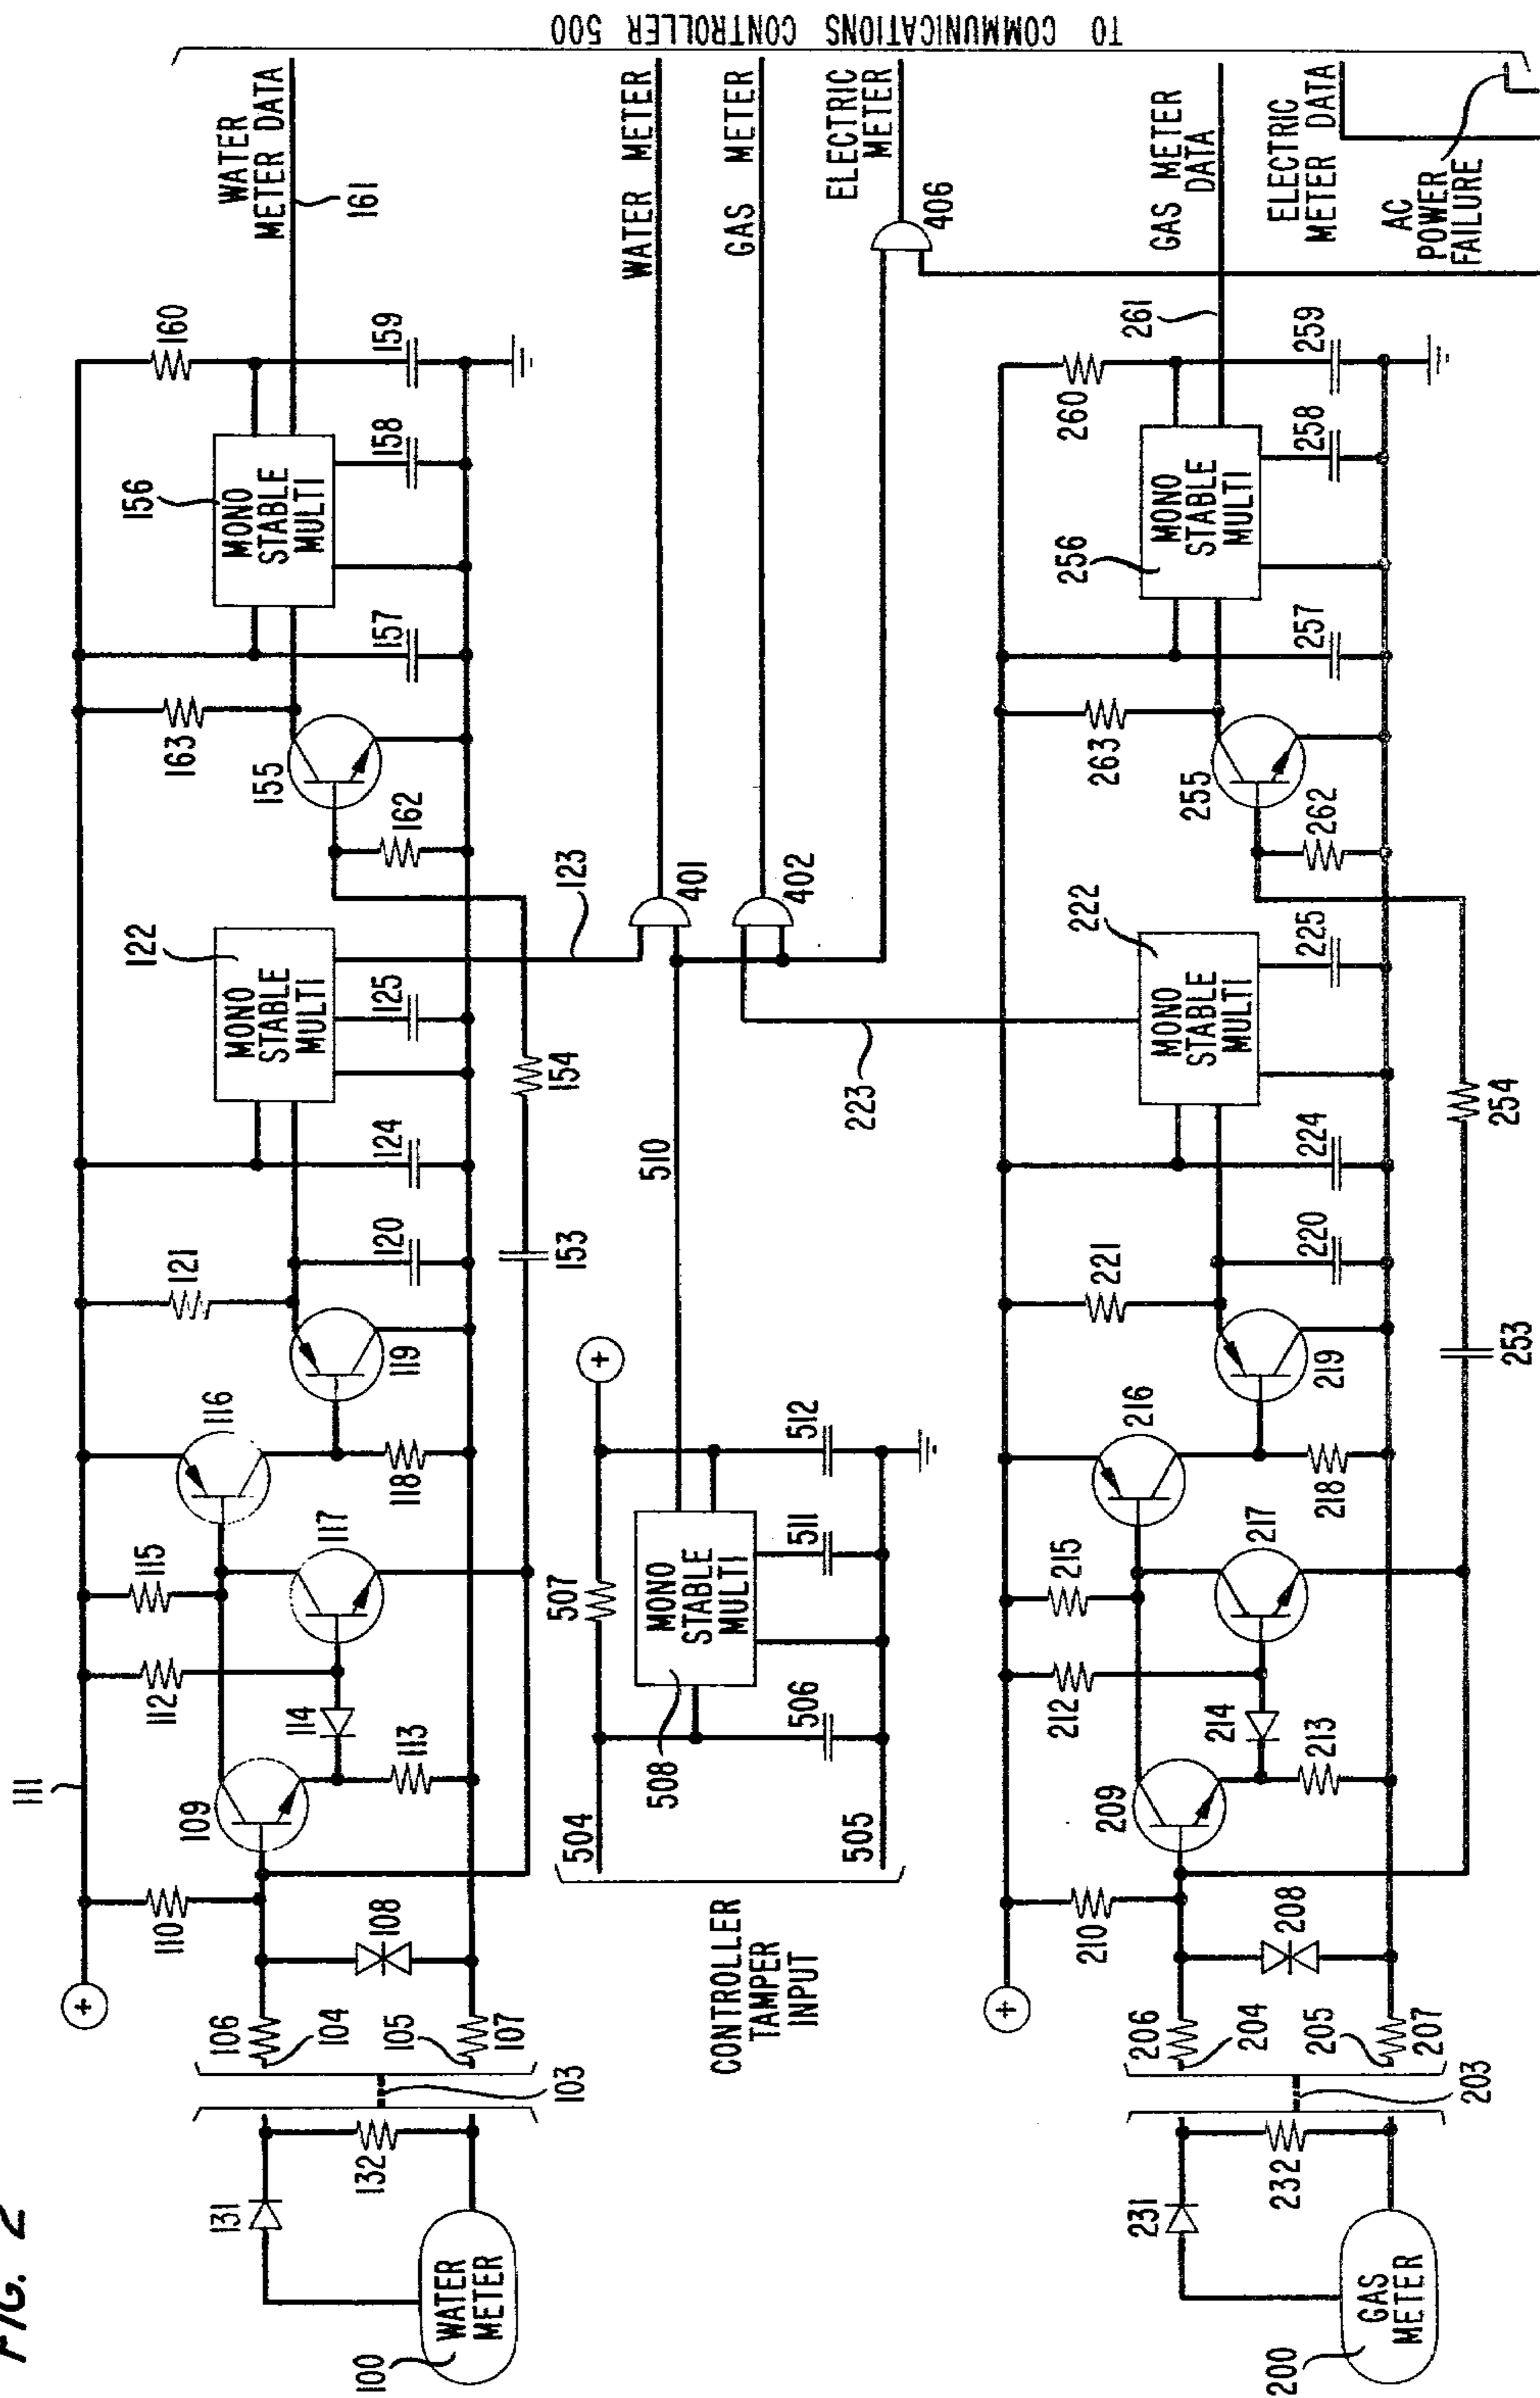 FIG. 2
TO COMMUNICATIONS CONTROLLER 500
WATER
METER DATA
161
WATER METER
GAS METER
ELECTRIC
METER
406
GAS METER
DATA
261
ELECTRIC
METER DATA
AC
POWER
FAILURE
111
110
112
115
116
121
163
160
156
MONO
STABLE
MULTI
159
158
157
155
162
122
MONO
STABLE
MULTI
125
124
120
119
118
117
114
113
109
108
106
104
105
107
103
131
132
100
WATER
METER
153
154
123
401
402
510
223
CONTROLLER
TAMPER
INPUT
504
505
506
507
508
MONO
STABLE
MULTI
511
512
+
+
+
210
212
215
216
221
263
260
256
MONO
STABLE
MULTI
259
258
257
255
262
222
MONO
STABLE
MULTI
225
224
220
219
218
217
214
213
209
208
206
204
205
207
203
231
232
200
GAS
METER
253
254